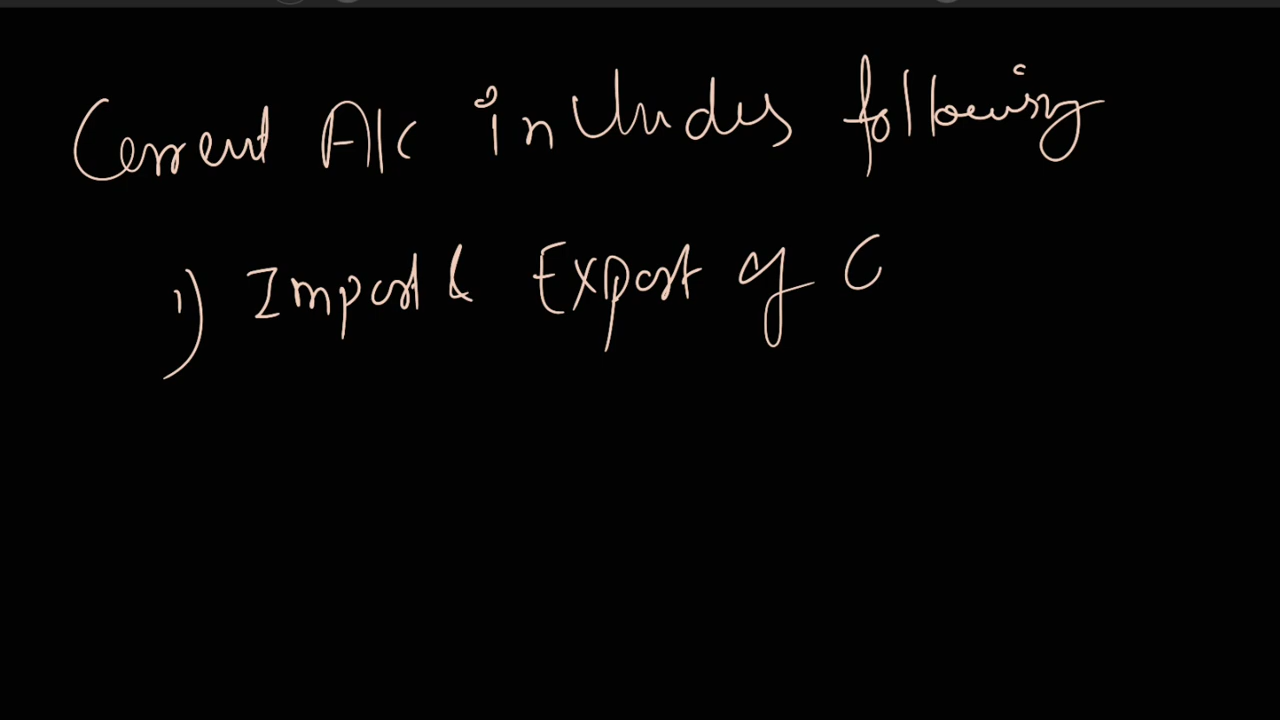 Current A/c includes following
1) Import & Export of C